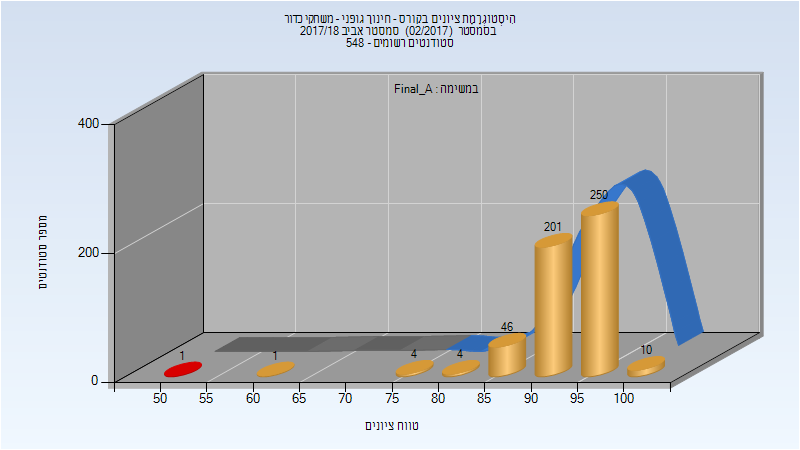 היסטוגרמת ציונים בקורס - חינוך גופני - משחקי כדור
בסמסטר (02/2017) סמסטר אביב 2017/18
סטודנטים רשומים - 548
במשימה : Final_A
מספר סטודנטים
400
200
0
1
1
4
4
46
201
250
10
50 55 60 65 70 75 80 85 90 95 100
טווח ציונים